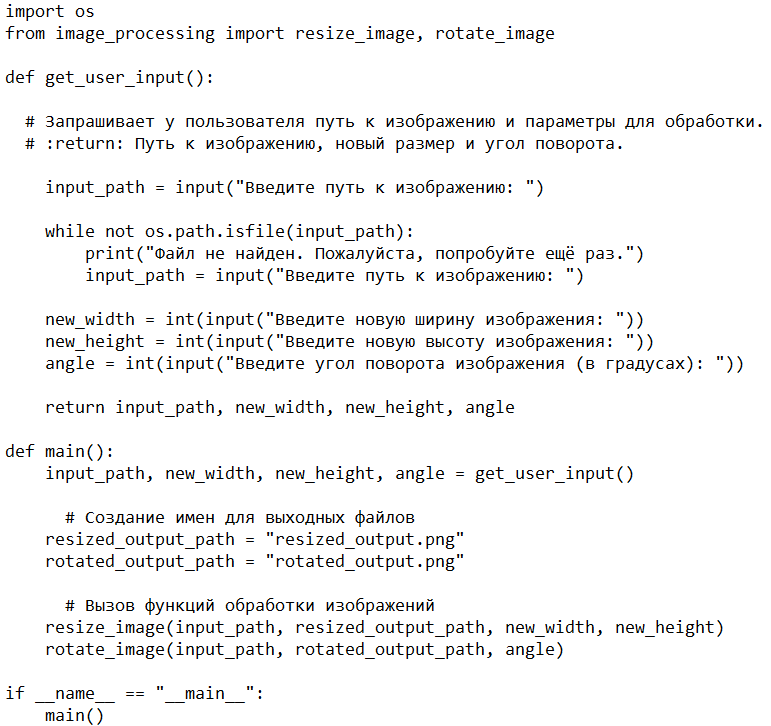 import os
from image_processing import resize_image, rotate_image
def get_user_input():
# Запрашивает у пользователя путь к изображению и параметры для обработки.
# :return: Путь к изображению, новый размер и угол поворота.
input_path = input("Введите путь к изображению: ")
while not os.path.isfile(input_path):
print("Файл не найден. Пожалуйста, попробуйте ещё раз.")
input_path = input("Введите путь к изображению: ")
new_width = int(input("Введите новую ширину изображения: "))
new_height = int(input("Введите новую высоту изображения: "))
angle = int(input("Введите угол поворота изображения (в градусах): "))
return input_path, new_width, new_height, angle
def main():
input_path, new_width, new_height, angle = get_user_input()
# Создание имен для выходных файлов
resized_output_path = "resized_output.png"
rotated_output_path = "rotated_output.png"
# Вызов функций обработки изображений
resize_image(input_path, resized_output_path, new_width, new_height)
rotate_image(input_path, rotated_output_path, angle)
if __name__ == "__main__":
main()